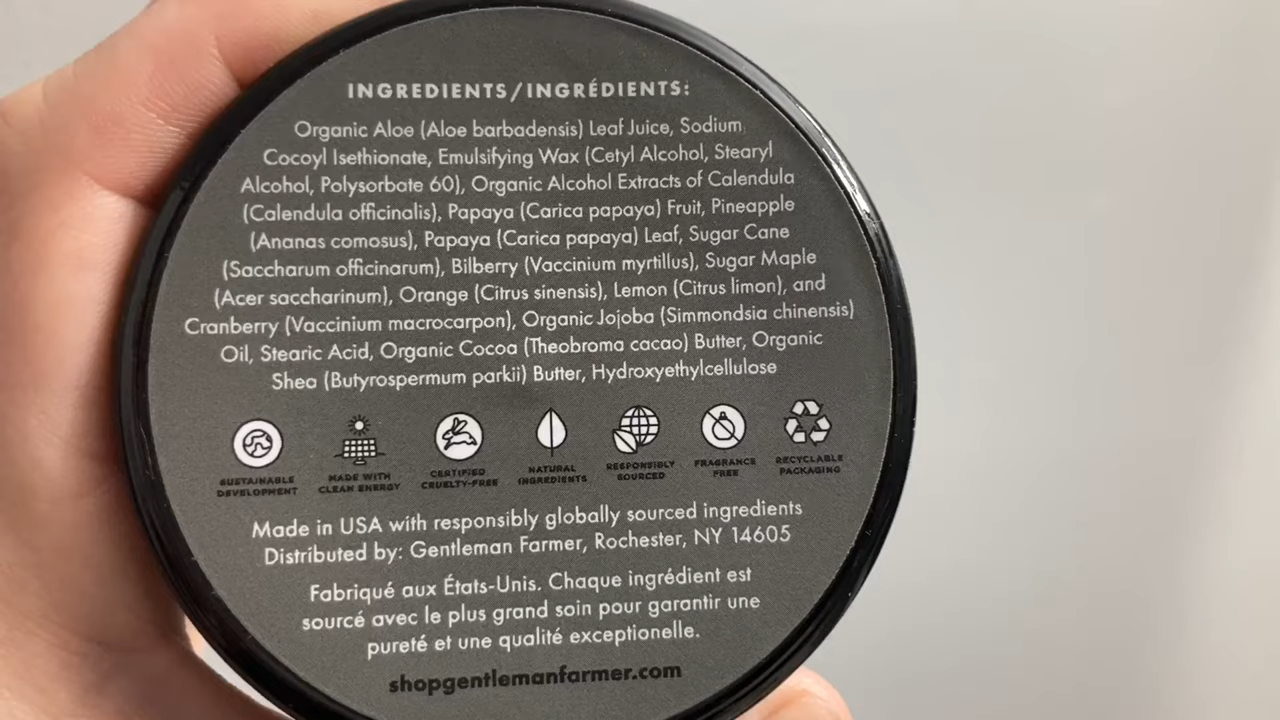 INGREDIENTS/INGRÉDIENTS:
Organic Aloe (Aloe barbadensis) Leaf Juice, Sodium
Cocoyl Isethionate, Emulsifying Wax (Cetyl Alcohol, Stearyl
Alcohol, Polysorbate 60), Organic Alcohol Extracts of Calendula
(Calendula officinalis), Papaya (Carica papaya) Fruit, Pineapple
(Ananas comosus), Papaya (Carica papaya) Leaf, Sugar Cane
(Saccharum officinarum), Bilberry (Vaccinium myrtillus), Sugar Maple
(Acer saccharinum), Orange (Citrus sinensis), Lemon (Citrus limon), and
Cranberry (Vaccinium macrocarpon), Organic Jojoba (Simmondsia chinensis)
Oil, Stearic Acid, Organic Cocoa (Theobroma cacao) Butter, Organic
Shea (Butyrospermum parkii) Butter, Hydroxyethylcellulose
SUSTAINABLE
DEVELOPMENT
MADE WITH
CLEAN ENERGY
CERTIFIED
CRUELTY-FREE
NATURAL
INGREDIENTS
RESPONSIBLY
SOURCED
FRAGRANCE
FREE
RECYCLABLE
PACKAGING
Made in USA with responsibly globally sourced ingredients
Distributed by: Gentleman Farmer, Rochester, NY 14605
Fabriqué aux États-Unis. Chaque ingrédient est
sourcé avec le plus grand soin pour garantir une
pureté et une qualité exceptionelle.
shopgentlemanfarmer.com